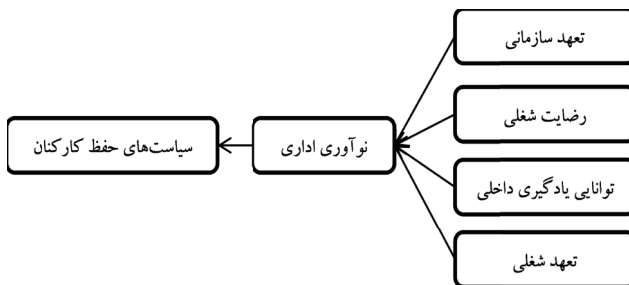 تعهد سازمانی
رضایت شغلی
نوآوری اداری
سیاست‌های حفظ کارکنان
توانایی یادگیری داخلی
تعهد شغلی